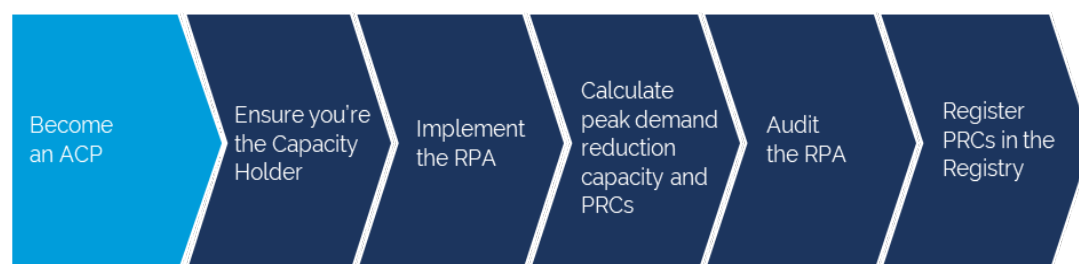 Become
an ACP
Ensure you're
the Capacity
Holder
Implement
the RPA
Calculate
peak demand
reduction
capacity and
PRCs
Audit
the RPA
Register
PRCs in the
Registry